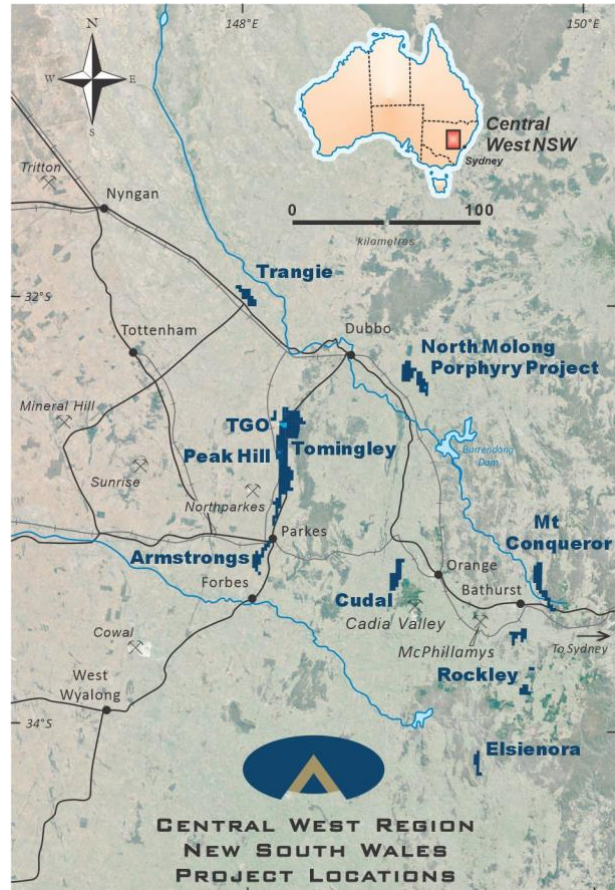 148°E
150°E
N
W
E
S
Central
West NSW
Sydney
0
100
kilometres
Tritton
Nyngan
Trangie
32°S
Tottenham
Dubbo
North Molong
Porphyry Project
Mineral Hill
TGO
Peak Hill
Tomingley
Burrendong
Dam
Sunrise
Northparkes
Parkes
Mt
Conqueror
Armstrongs
Orange
Forbes
Bathurst
Cudal
Cadia Valley
Cowal
McPhillamys
To Sydney
West
Wyalong
Rockley
34°S
Elsienora
CENTRAL WEST REGION
NEW SOUTH WALES
PROJECT LOCATIONS